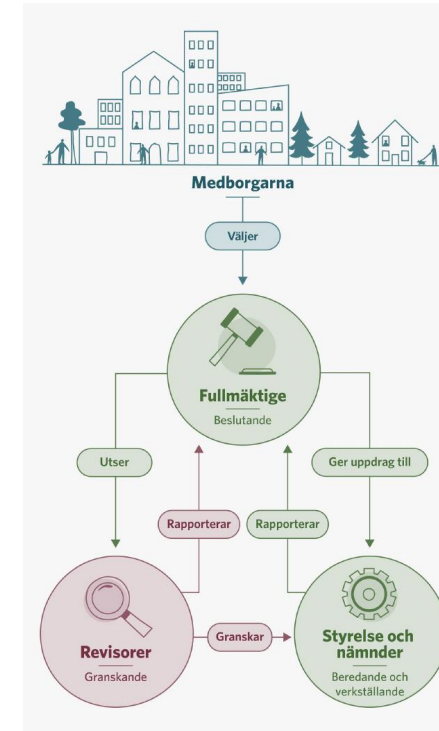 Medborgarna
Väljer
Fullmäktige
Beslutande
Utser
Ger uppdrag till
Rapporterar
Rapporterar
Revisorer
Granskande
Granskar
Styrelse och
nämnder
Beredande och
verkställande